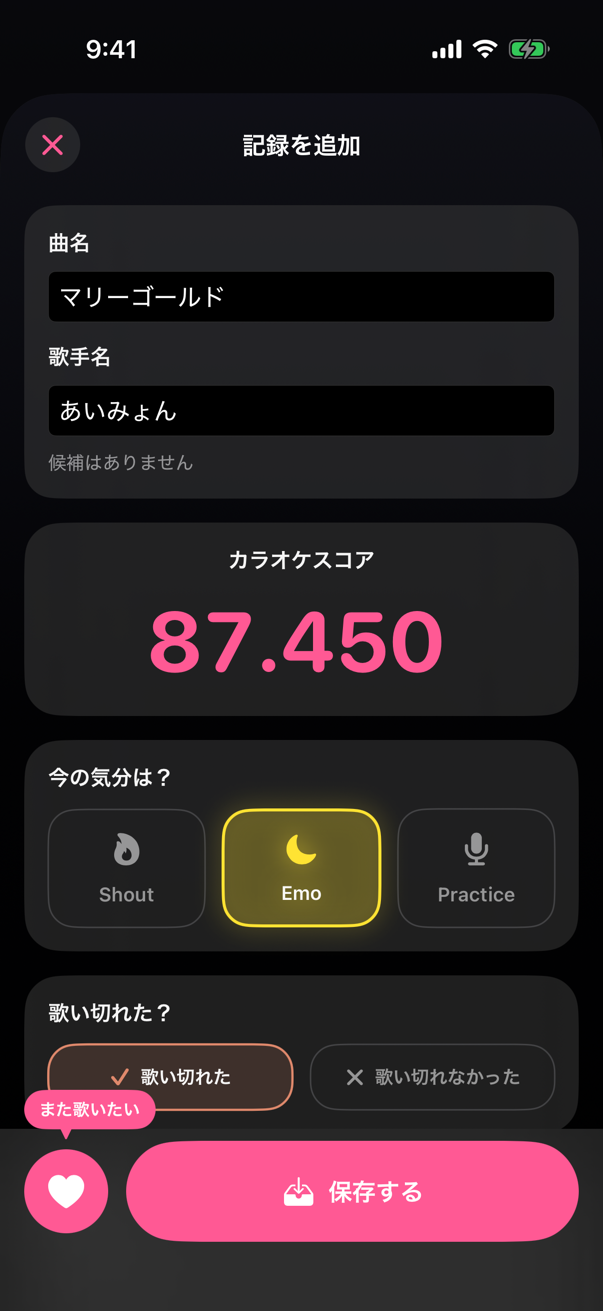 9:41
記録を追加
曲名
マリーゴールド
歌手名
あいみょん
候補はありません
カラオケスコア
87.450
今の気分は？
Shout
Emo
Practice
歌い切れた？
歌い切れた
歌い切れなかった
また歌いたい
保存する